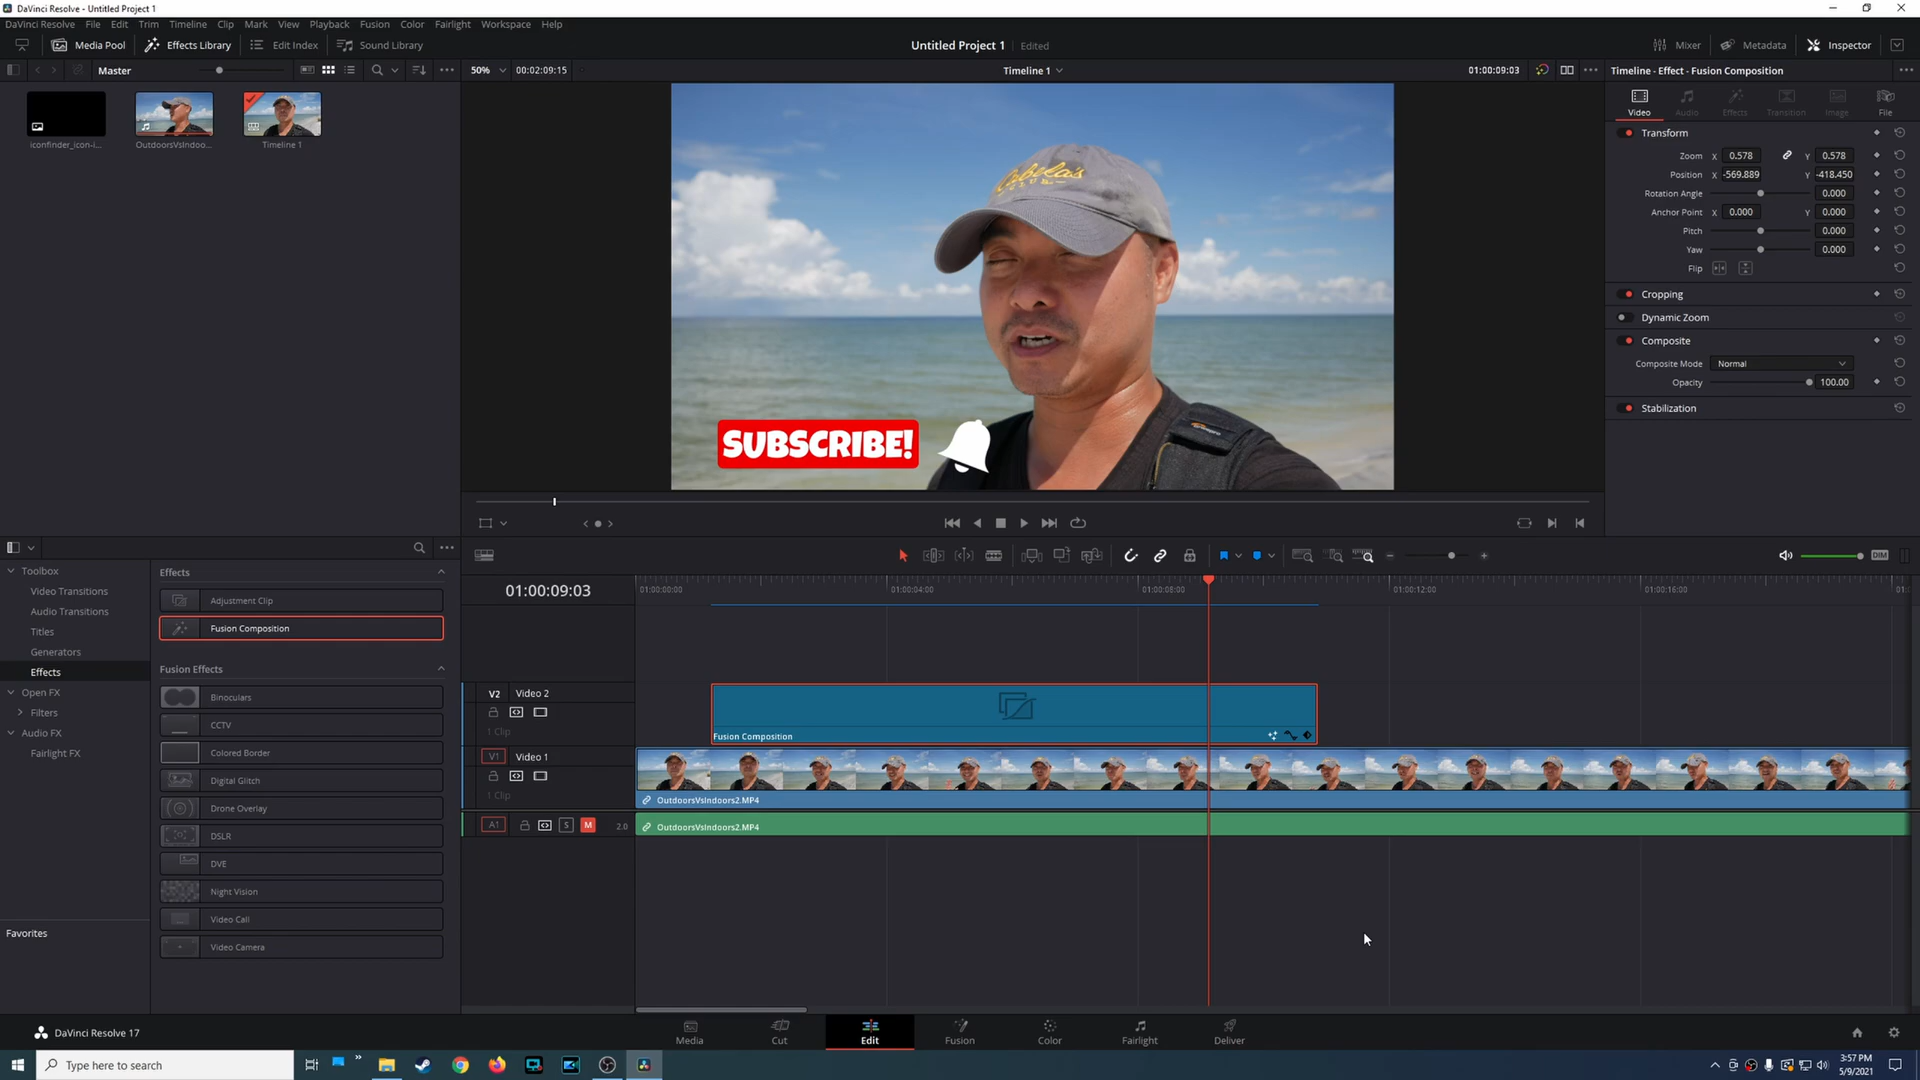 DaVinci Resolve - Untitled Project 1
DaVinci Resolve File Edit Trim Timeline Clip Mark View Playback Fusion Color Fairlight Workspace Help
Media Pool Effects Library Edit Index Sound Library
Untitled Project 1 Edited
Mixer Metadata Inspector
Master
50% 00:02:09:15
Timeline 1
01:00:09:03
Timeline - Effect - Fusion Composition
iconfinder_icon-i...
OutdoorsVsIndoo...
Timeline 1
Cabela's
CLUB
SUBSCRIBE!
Video Audio Effects Transition Image File
Transform
Zoom X 0.578 Y 0.578
Position X -569.889 Y -418.450
Rotation Angle 0.000
Anchor Point X 0.000 Y 0.000
Pitch 0.000
Yaw 0.000
Flip
Cropping
Dynamic Zoom
Composite
Composite Mode Normal
Opacity 100.00
Stabilization
Toolbox
Video Transitions
Audio Transitions
Titles
Generators
Effects
Open FX
Filters
Audio FX
Fairlight FX
Favorites
Effects
Adjustment Clip
Fusion Composition
Fusion Effects
Binoculars
CCTV
Colored Border
Digital Glitch
Drone Overlay
DSLR
DVE
Night Vision
Video Call
Video Camera
DIM
01:00:09:03
01:00:00:00 01:00:04:00 01:00:08:00 01:00:12:00 01:00:16:00
V2 Video 2
1 Clip
Fusion Composition
V1 Video 1
1 Clip
OutdoorsVsIndoors2.MP4
A1 S M 2.0
OutdoorsVsIndoors2.MP4
DaVinci Resolve 17
Media Cut Edit Fusion Color Fairlight Deliver
Type here to search
3:57 PM
5/9/2021